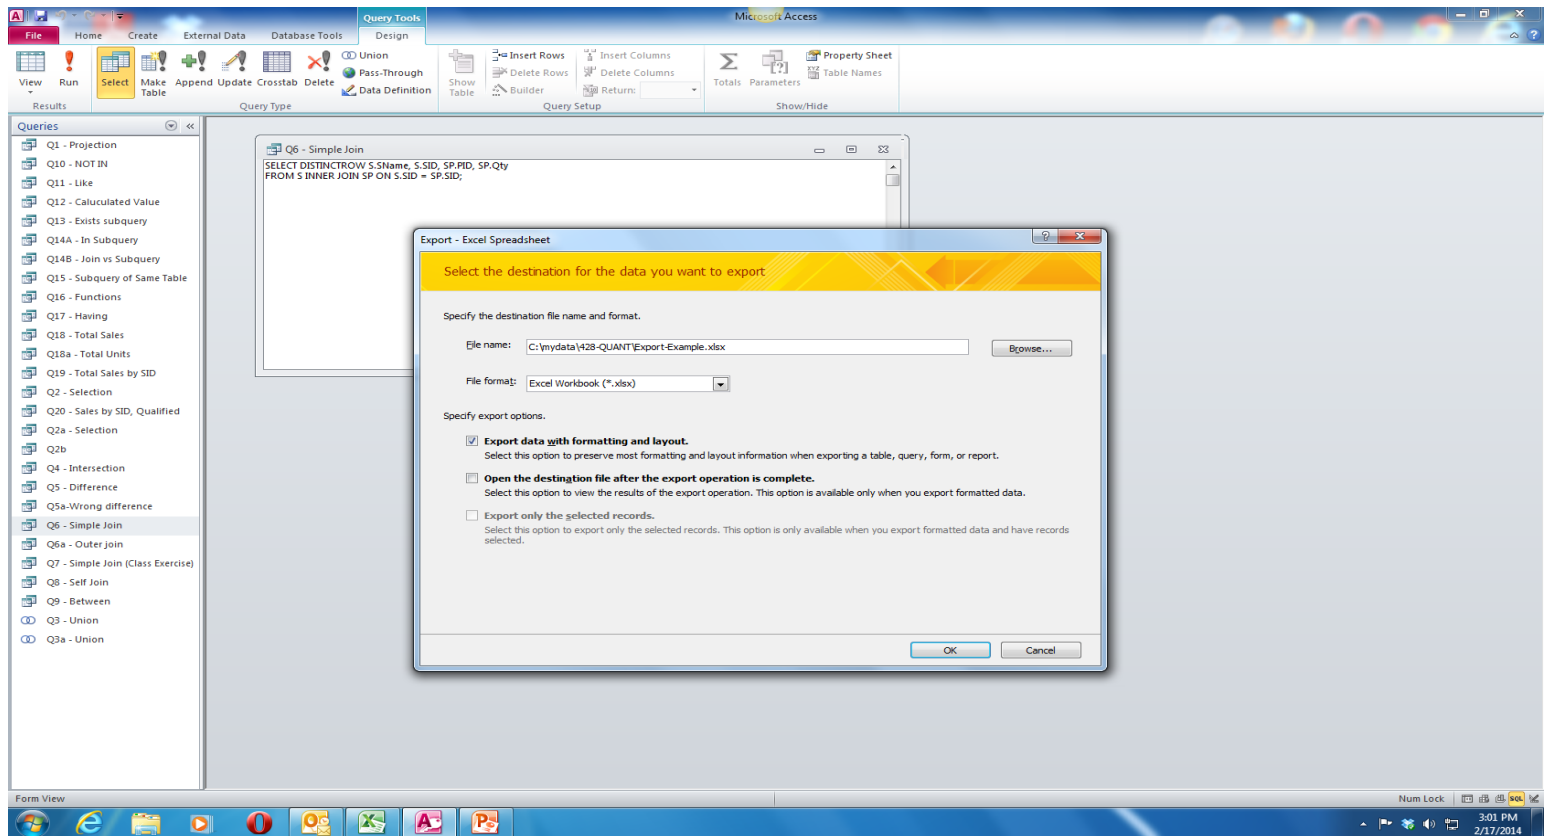 Query Tools
Microsoft Access
File Home Create External Data Database Tools Design
View Run Select Make Table Append Update Crosstab Delete
Union
Pass-Through
Data Definition
Show Table
Insert Rows
Delete Rows
Builder
Insert Columns
Delete Columns
Return:
Totals Parameters
Property Sheet
Table Names
Results Query Type Query Setup Show/Hide
Queries
Q1 - Projection
Q10 - NOT IN
Q11 - Like
Q12 - Caluculated Value
Q13 - Exists subquery
Q14A - In Subquery
Q14B - Join vs Subquery
Q15 - Subquery of Same Table
Q16 - Functions
Q17 - Having
Q18 - Total Sales
Q18a - Total Units
Q19 - Total Sales by SID
Q2 - Selection
Q20 - Sales by SID, Qualified
Q2a - Selection
Q2b
Q4 - Intersection
Q5 - Difference
Q5a-Wrong difference
Q6 - Simple Join
Q6a - Outer join
Q7 - Simple Join (Class Exercise)
Q8 - Self Join
Q9 - Between
Q3 - Union
Q3a - Union
Q6 - Simple Join
SELECT DISTINCTROW S.SName, S.SID, SP.PID, SP.Qty
FROM S INNER JOIN SP ON S.SID = SP.SID;
Export - Excel Spreadsheet
Select the destination for the data you want to export
Specify the destination file name and format.
File name: C:\mydata\428-QUANT\Export-Example.xlsx Browse...
File format: Excel Workbook (*.xlsx)
Specify export options.
Export data with formatting and layout.
Select this option to preserve most formatting and layout information when exporting a table, query, form, or report.
Open the destination file after the export operation is complete.
Select this option to view the results of the export operation. This option is available only when you export formatted data.
Export only the selected records.
Select this option to export only the selected records. This option is only available when you export formatted data and have records
selected.
OK Cancel
Form View
Num Lock
SQL
3:01 PM
2/17/2014